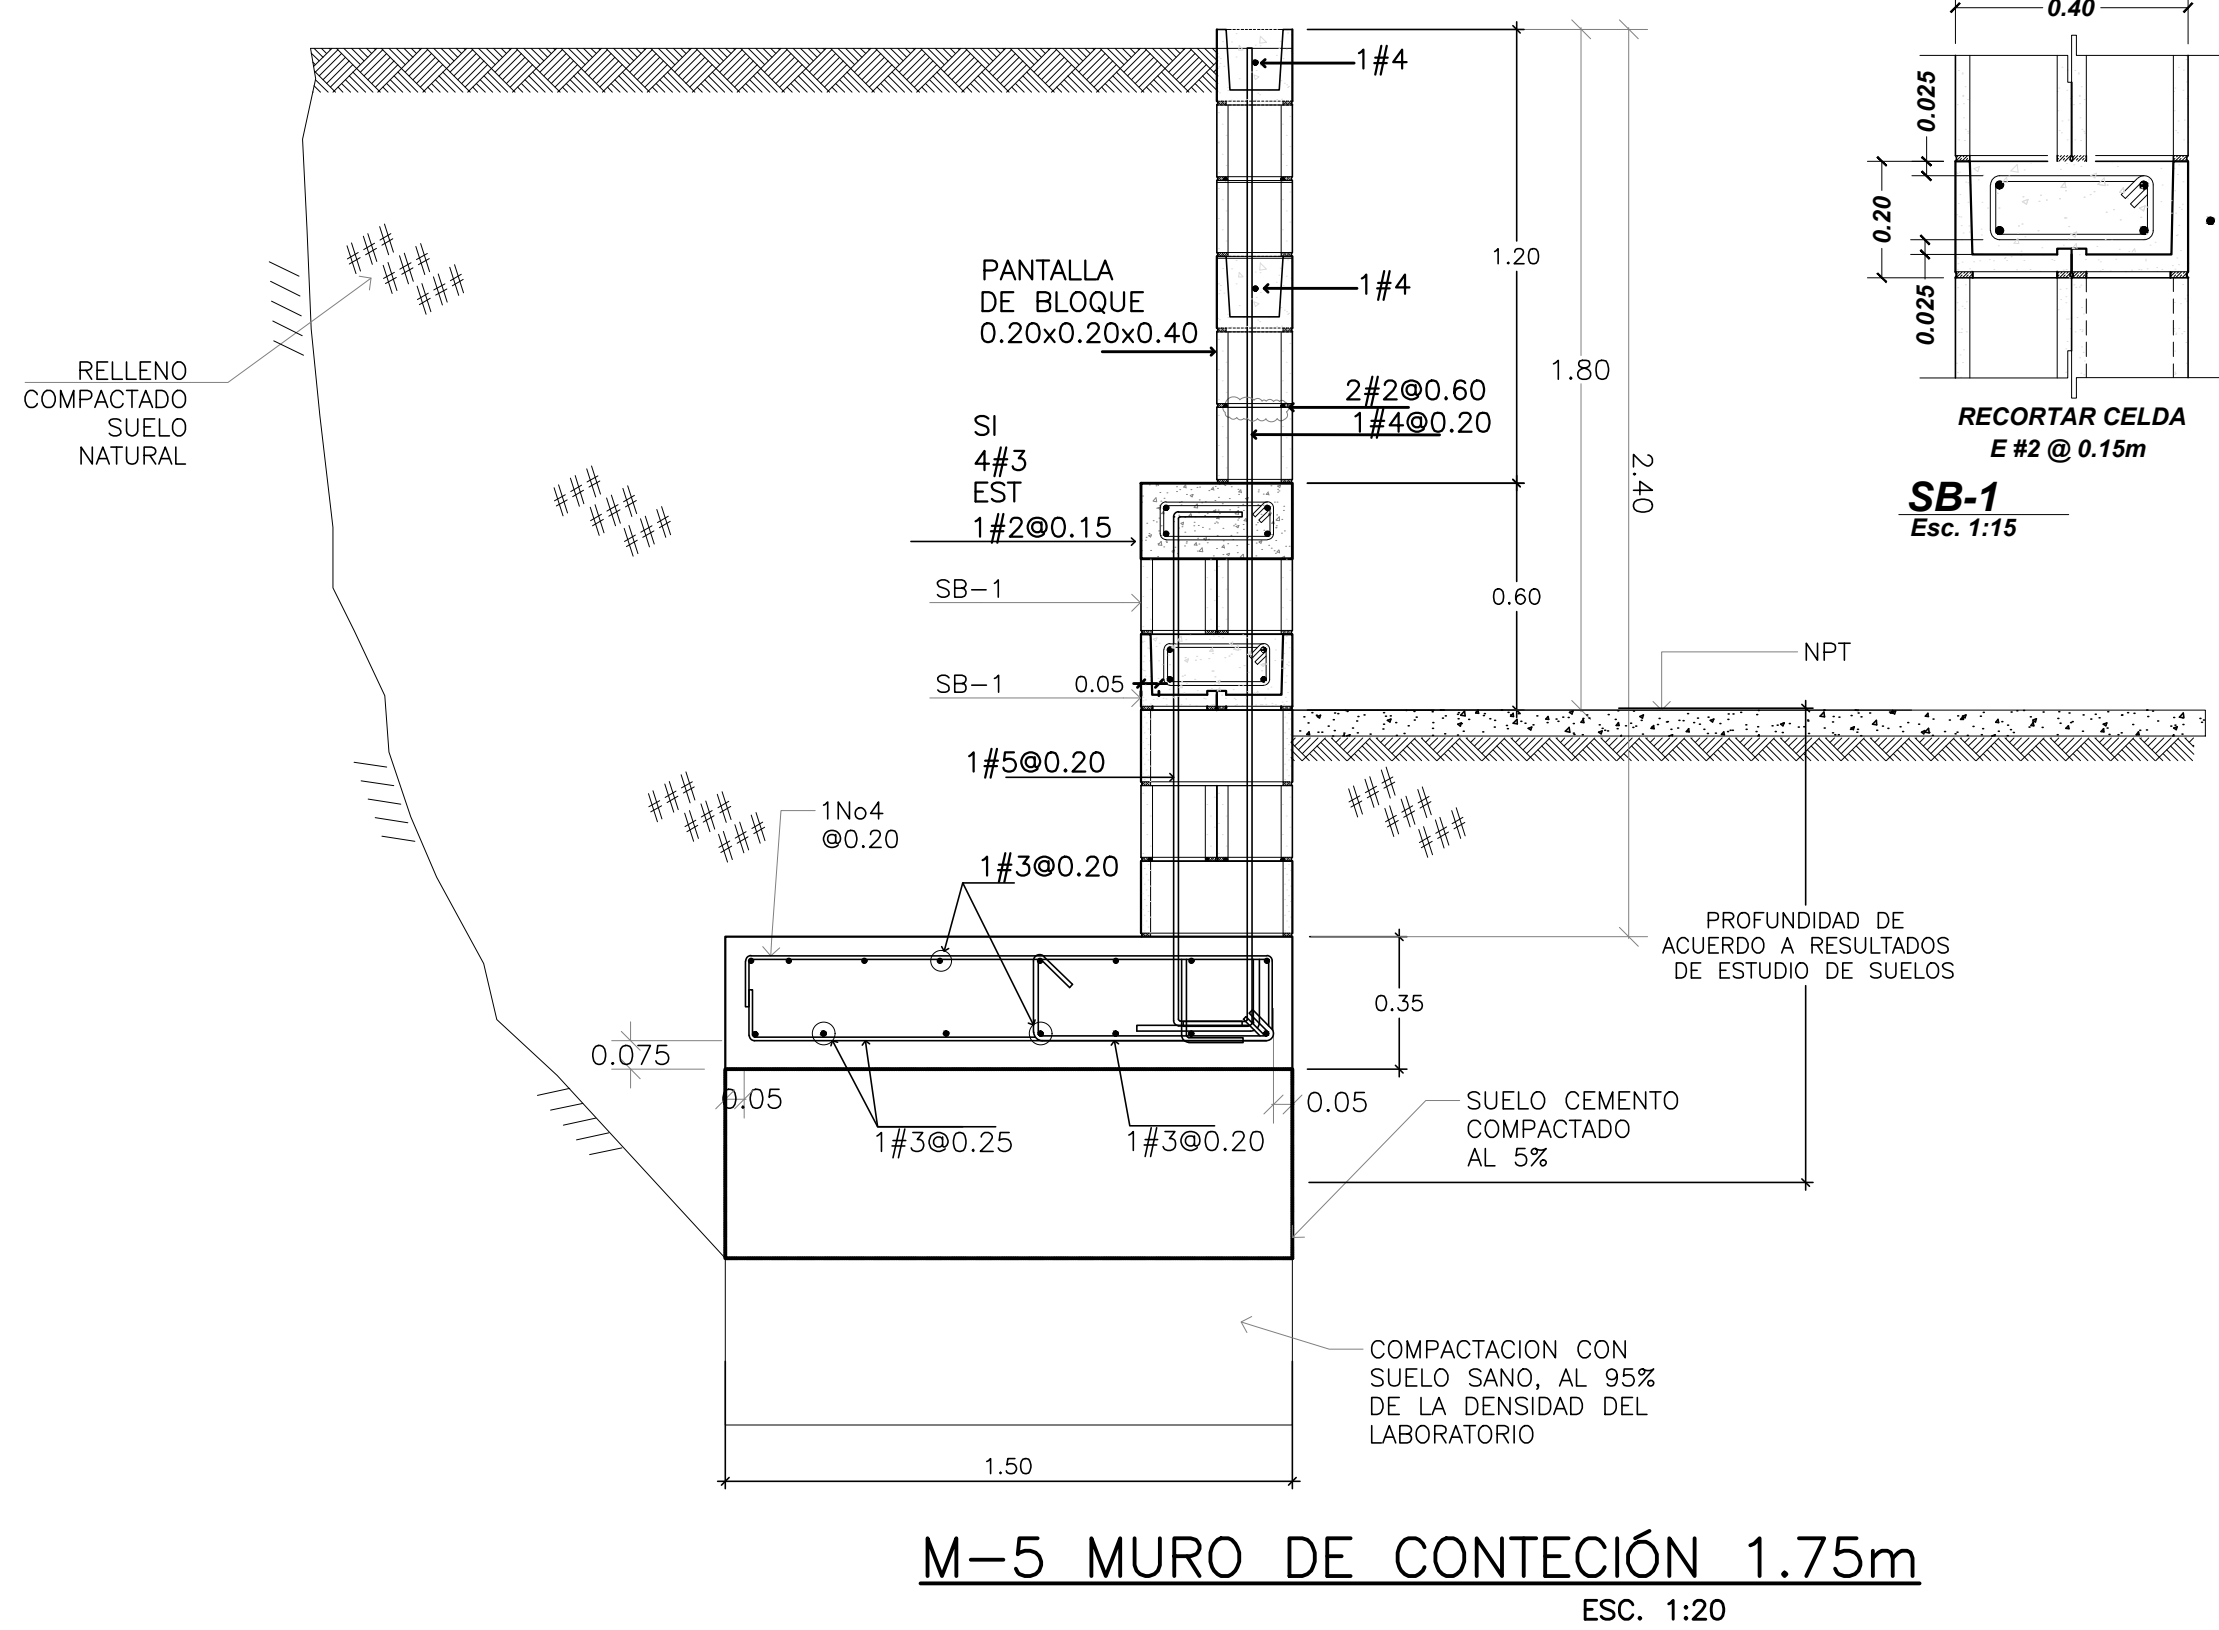 0.40
1#4
0.025
0.20
0.025
1.20
PANTALLA
DE BLOQUE
0.20x0.20x0.40
1#4
1.80
2.40
RELLENO
COMPACTADO
SUELO
NATURAL
2#2@0.60
1#4@0.20
RECORTAR CELDA
E #2 @ 0.15m
SB-1
Esc. 1:15
SI
4#3
EST
1#2@0.15
SB-1
0.60
NPT
SB-1
0.05
1#5@0.20
1No4
@0.20
1#3@0.20
PROFUNDIDAD DE
ACUERDO A RESULTADOS
DE ESTUDIO DE SUELOS
0.35
0.075
0.05
0.05
1#3@0.25
1#3@0.20
SUELO CEMENTO
COMPACTADO
AL 5%
COMPACTACION CON
SUELO SANO, AL 95%
DE LA DENSIDAD DEL
LABORATORIO
1.50
M-5 MURO DE CONTECIÓN 1.75m
ESC. 1:20